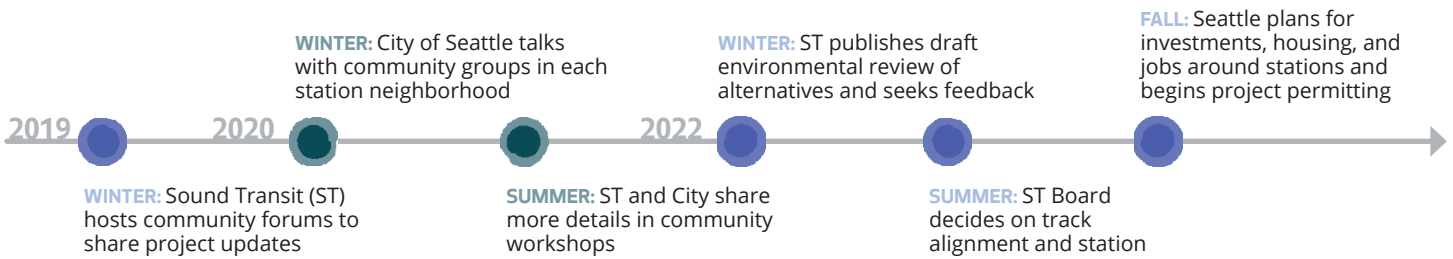 2019
WINTER: Sound Transit (ST)
hosts community forums to
share project updates
2020
WINTER: City of Seattle talks
with community groups in each
station neighborhood
SUMMER: ST and City share
more details in community
workshops
2022
WINTER: ST publishes draft
environmental review of
alternatives and seeks feedback
SUMMER: ST Board
decides on track
alignment and station
FALL: Seattle plans for
investments, housing, and
jobs around stations and
begins project permitting